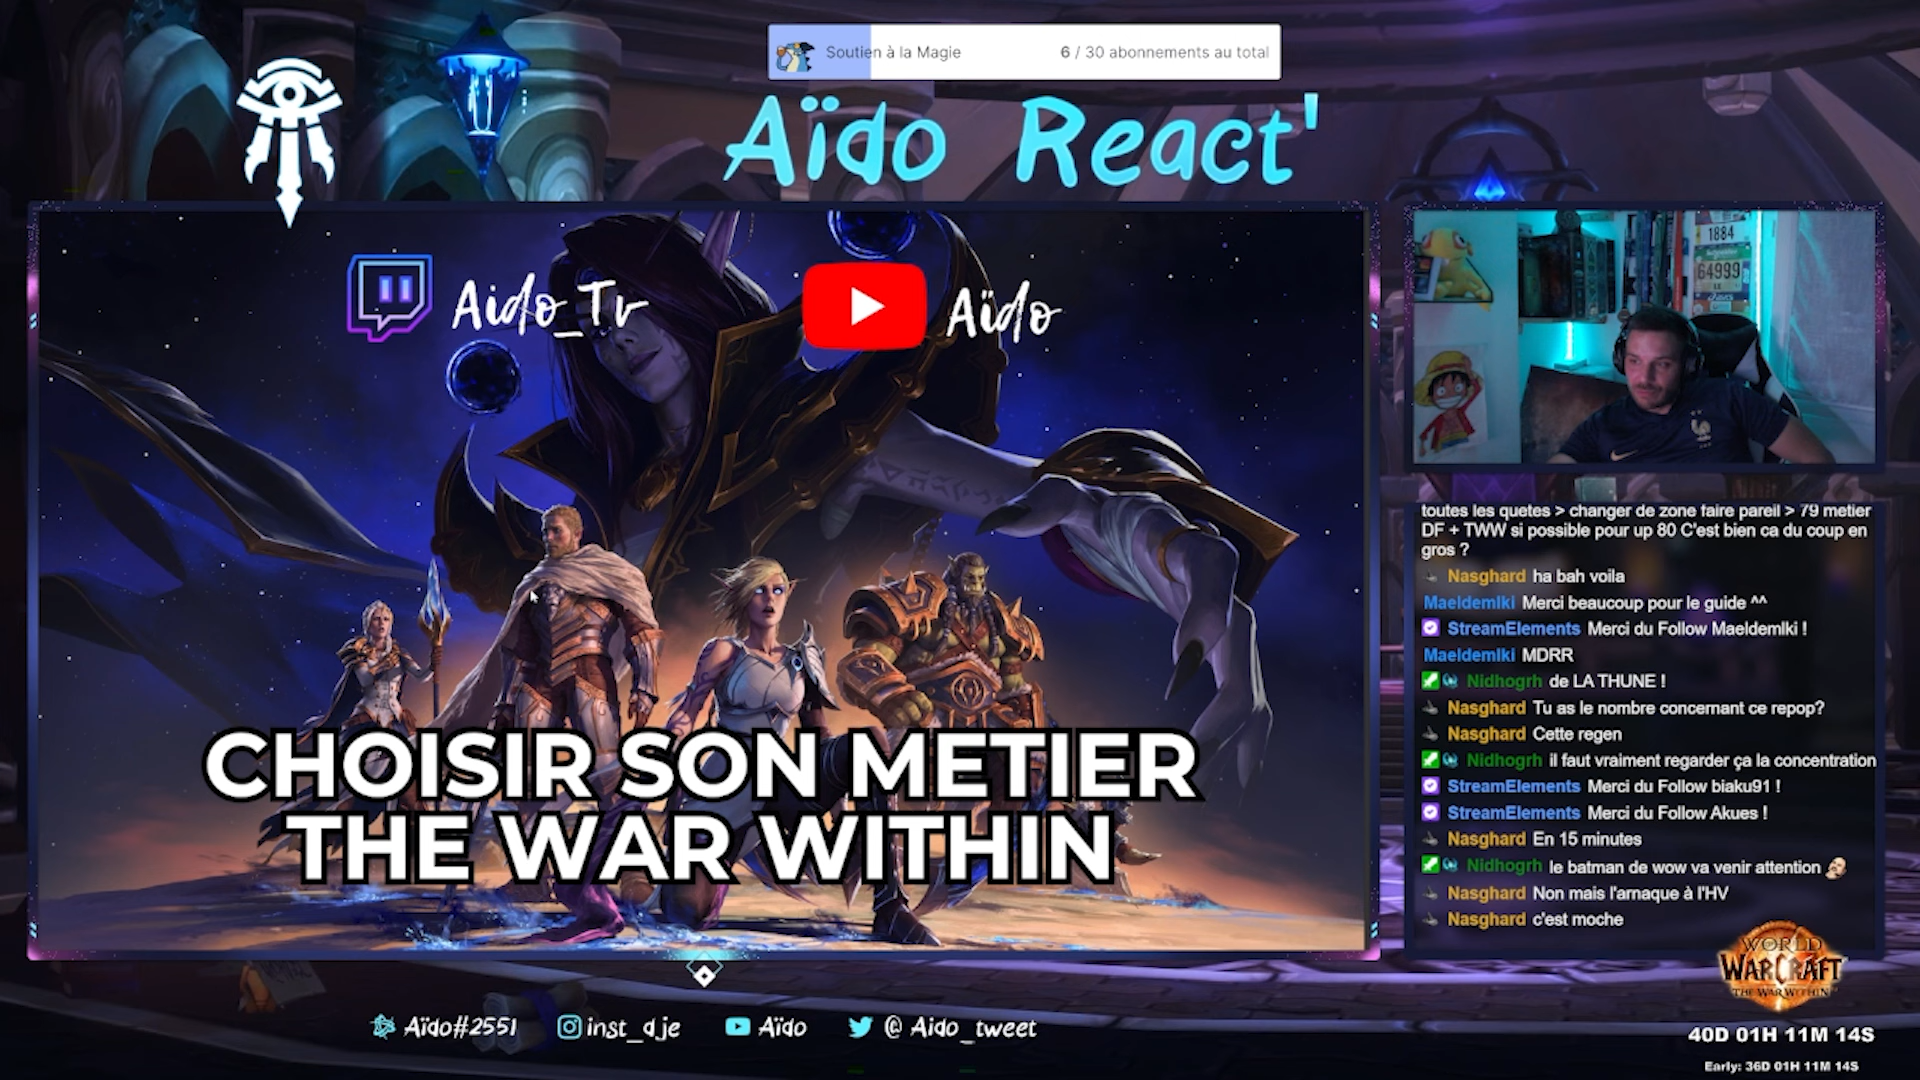 Soutien à la Magie
6 / 30 abonnements au total
Aïdo React'
Aido_Tv
Aïdo
1884
64999
CHOISIR SON METIER
THE WAR WITHIN
toutes les quetes > changer de zone faire pareil > 79 metier
DF + TWW si possible pour up 80 C'est bien ca du coup en
gros ?
Nasghard ha bah voila
Maeldemlki Merci beaucoup pour le guide ^^
StreamElements Merci du Follow Maeldemlki !
Maeldemlki MDRR
Nidhogrh de LA THUNE !
Nasghard Tu as le nombre concernant ce repop?
Nasghard Cette regen
Nidhogrh il faut vraiment regarder ça la concentration
StreamElements Merci du Follow biaku91 !
StreamElements Merci du Follow Akues !
Nasghard En 15 minutes
Nidhogrh le batman de wow va venir attention
Nasghard Non mais l'arnaque à l'HV
Nasghard c'est moche
WORLD
WARCRAFT
THE WAR WITHIN
Aïdo#2551
inst_dje
Aïdo
@ Aido_tweet
40D 01H 11M 14S
Early: 36D 01H 11M 14S